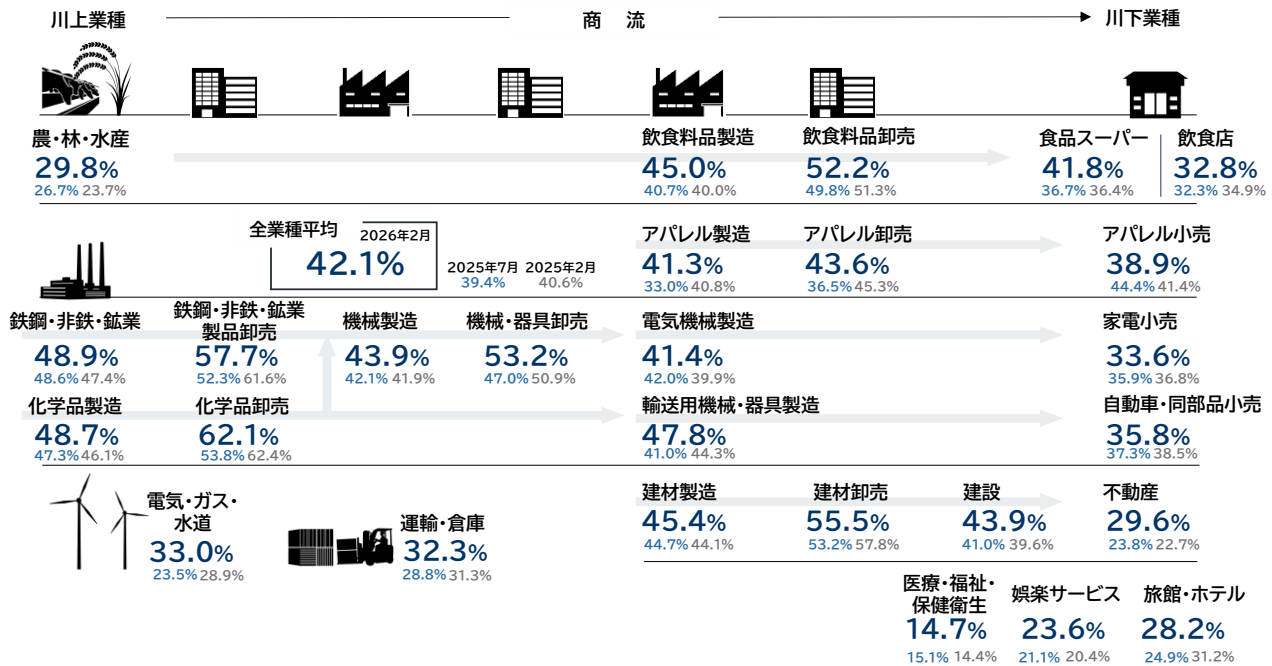 川上業種 商 流 川下業種
農・林・水産 飲食料品製造 飲食料品卸売 食品スーパー 飲食店
29.8% 45.0% 52.2% 41.8% 32.8%
26.7% 23.7% 40.7% 40.0% 49.8% 51.3% 36.7% 36.4% 32.3% 34.9%
全業種平均 2026年2月 アパレル製造 アパレル卸売 アパレル小売
42.1% 2025年7月 2025年2月 41.3% 43.6% 38.9%
39.4% 40.6% 33.0% 40.8% 36.5% 45.3% 44.4% 41.4%
鉄鋼・非鉄・鉱業 鉄鋼・非鉄・鉱業 機械製造 機械・器具卸売 電気機械製造 家電小売
製品卸売
48.9% 57.7% 43.9% 53.2% 41.4% 33.6%
48.6% 47.4% 52.3% 61.6% 42.1% 41.9% 47.0% 50.9% 42.0% 39.9% 35.9% 36.8%
化学品製造 化学品卸売 輸送用機械・器具製造 自動車・同部品小売
48.7% 62.1% 47.8% 35.8%
47.3% 46.1% 53.8% 62.4% 41.0% 44.3% 37.3% 38.5%
電気・ガス・ 建材製造 建材卸売 建設 不動産
水道 運輸・倉庫 45.4% 55.5% 43.9% 29.6%
33.0% 32.3% 44.7% 44.1% 53.2% 57.8% 41.0% 39.6% 23.8% 22.7%
23.5% 28.9% 28.8% 31.3%
医療・福祉・ 娯楽サービス 旅館・ホテル
保健衛生
14.7% 23.6% 28.2%
15.1% 14.4% 21.1% 20.4% 24.9% 31.2%